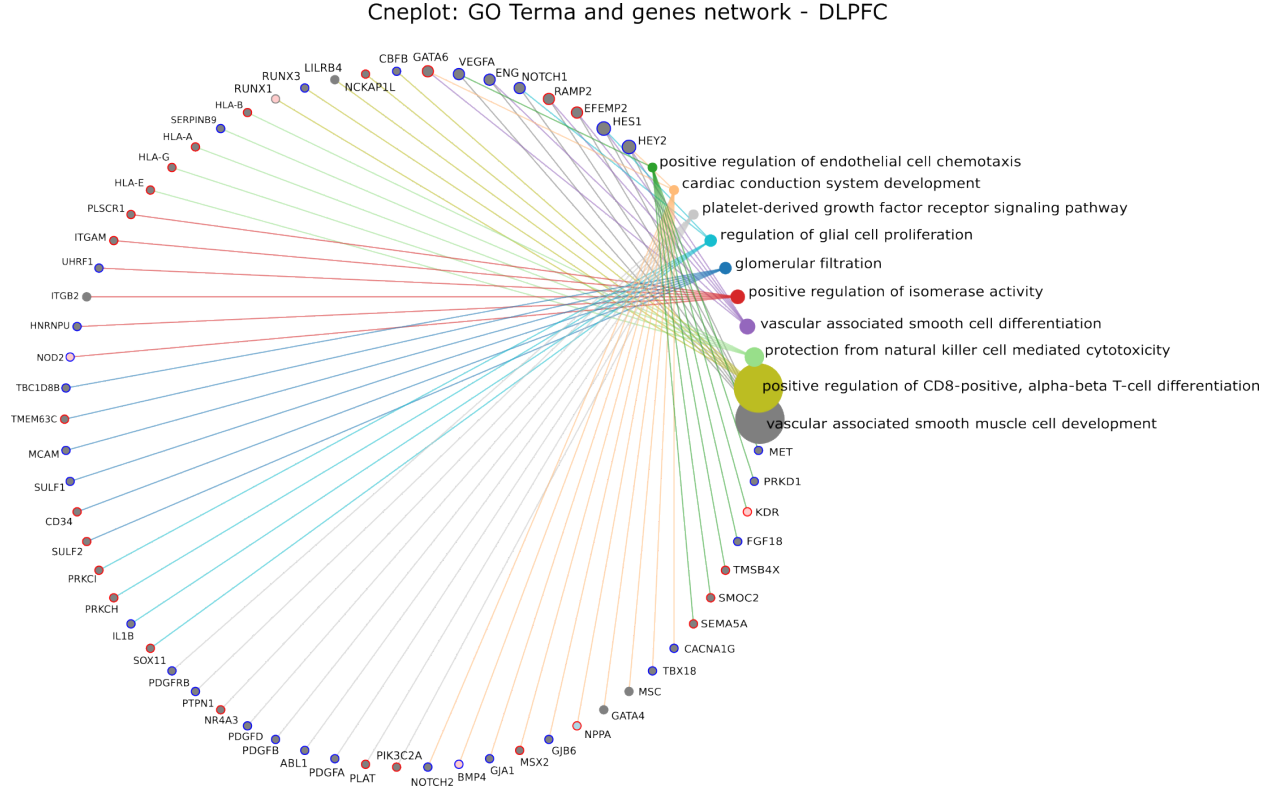 Cneplot: GO Terma and genes network - DLPFC
CBFB
GATA6
VEGFA
LILRB4
ENG
RUNX3
NCKAP1L
NOTCH1
RUNX1
RAMP2
HLA-B
EFEMP2
SERPINB9
HES1
HLA-A
HEY2
HLA-G
positive regulation of endothelial cell chemotaxis
HLA-E
cardiac conduction system development
PLSCR1
platelet-derived growth factor receptor signaling pathway
ITGAM
regulation of glial cell proliferation
UHRF1
glomerular filtration
ITGB2
positive regulation of isomerase activity
HNRNPU
vascular associated smooth cell differentiation
NOD2
protection from natural killer cell mediated cytotoxicity
TBC1D8B
positive regulation of CD8-positive, alpha-beta T-cell differentiation
TMEM63C
vascular associated smooth muscle cell development
MCAM
MET
SULF1
PRKD1
CD34
KDR
SULF2
FGF18
PRKCI
TMSB4X
PRKCH
SMOC2
IL1B
SEMA5A
SOX11
CACNA1G
PDGFRB
TBX18
PTPN1
MSC
NR4A3
GATA4
PDGFD
NPPA
PDGFB
GJB6
ABL1
MSX2
PDGFA
GJA1
PLAT
PIK3C2A
NOTCH2
BMP4